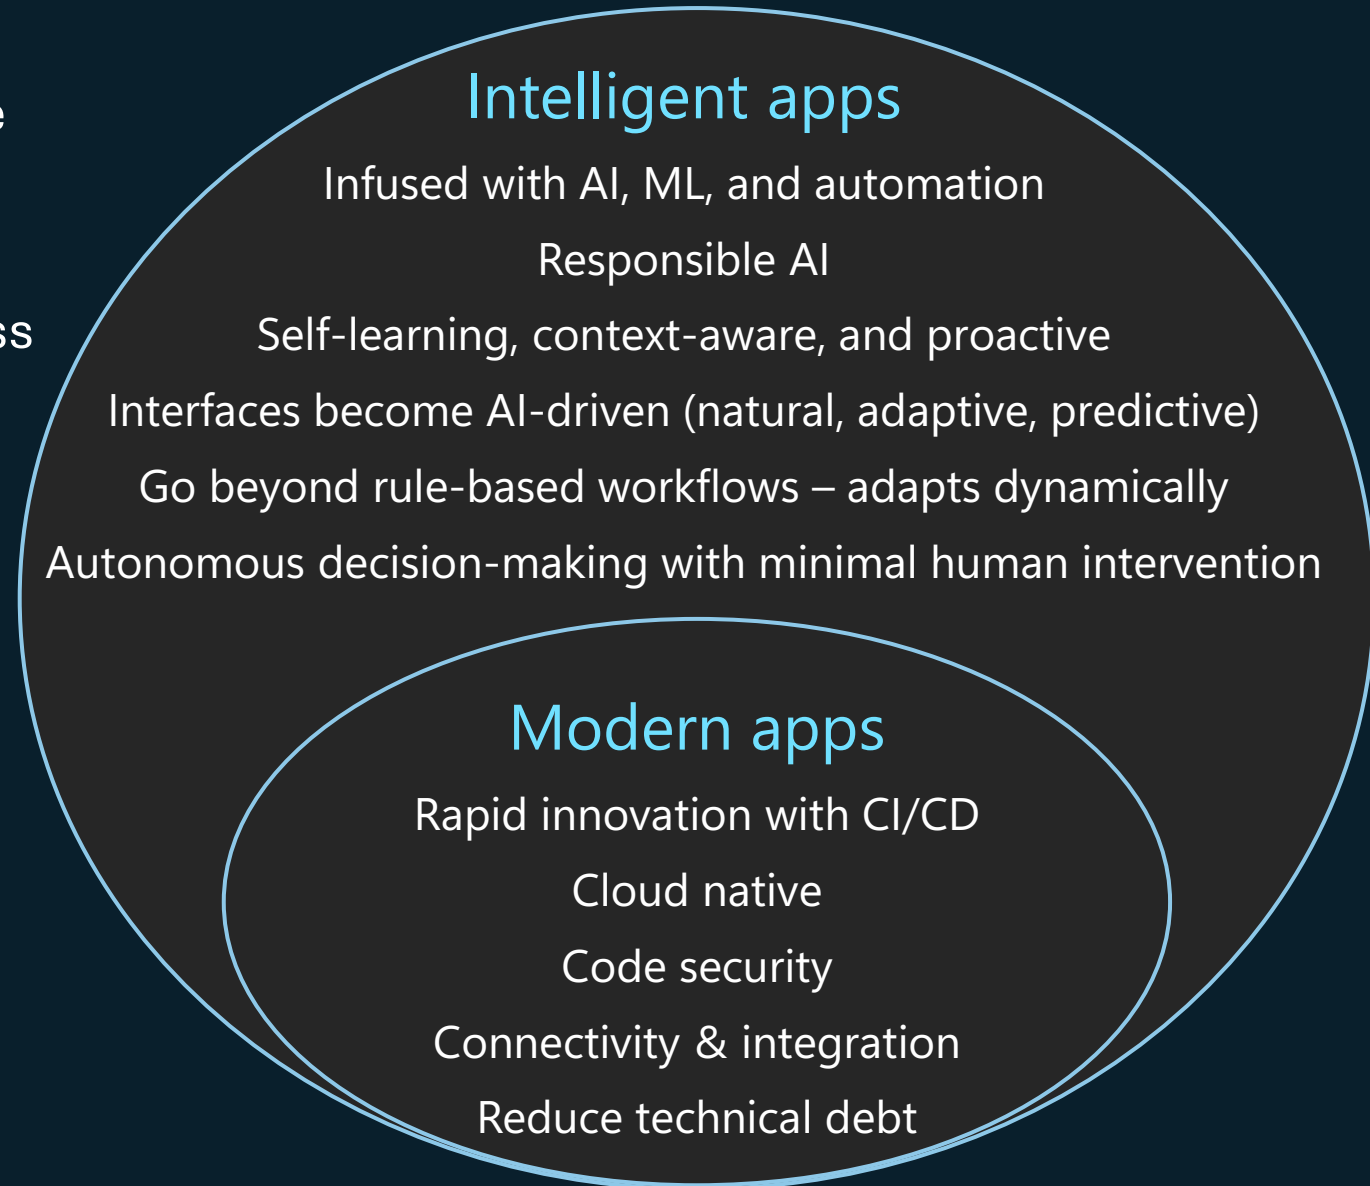 Intelligent apps
Infused with AI, ML, and automation
Responsible AI
Self-learning, context-aware, and proactive
Interfaces become AI-driven (natural, adaptive, predictive)
Go beyond rule-based workflows – adapts dynamically
Autonomous decision-making with minimal human intervention
Modern apps
Rapid innovation with CI/CD
Cloud native
Code security
Connectivity & integration
Reduce technical debt